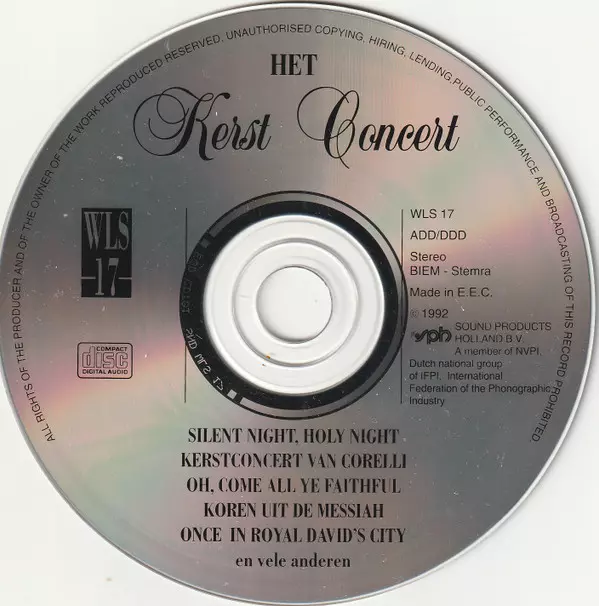 ALL RIGHTS OF THE PRODUCER AND OF THE OWNER OF THE WORK REPRODUCED RESERVED. UNAUTHORISED COPYING, HIRING, LENDING, PUBLIC PERFORMANCE AND BROADCASTING OF THIS RECORD PROHIBITED.
HET
Kerst Concert
WLS
17
COMPACT
disc
DIGITAL AUDIO
WLS 17
ADD/DDD
Stereo
BIEM - Stemra
Made in E.E.C.
© 1992
sph SOUND PRODUCTS
HOLLAND B.V.
A member of NVPI,
Dutch national group
of IFPI. International
Federation of the Phonographic
Industry
SILENT NIGHT, HOLY NIGHT
KERSTCONCERT VAN CORELLI
OH, COME ALL YE FAITHFUL
KOREN UIT DE MESSIAH
ONCE IN ROYAL DAVID'S CITY
en vele anderen